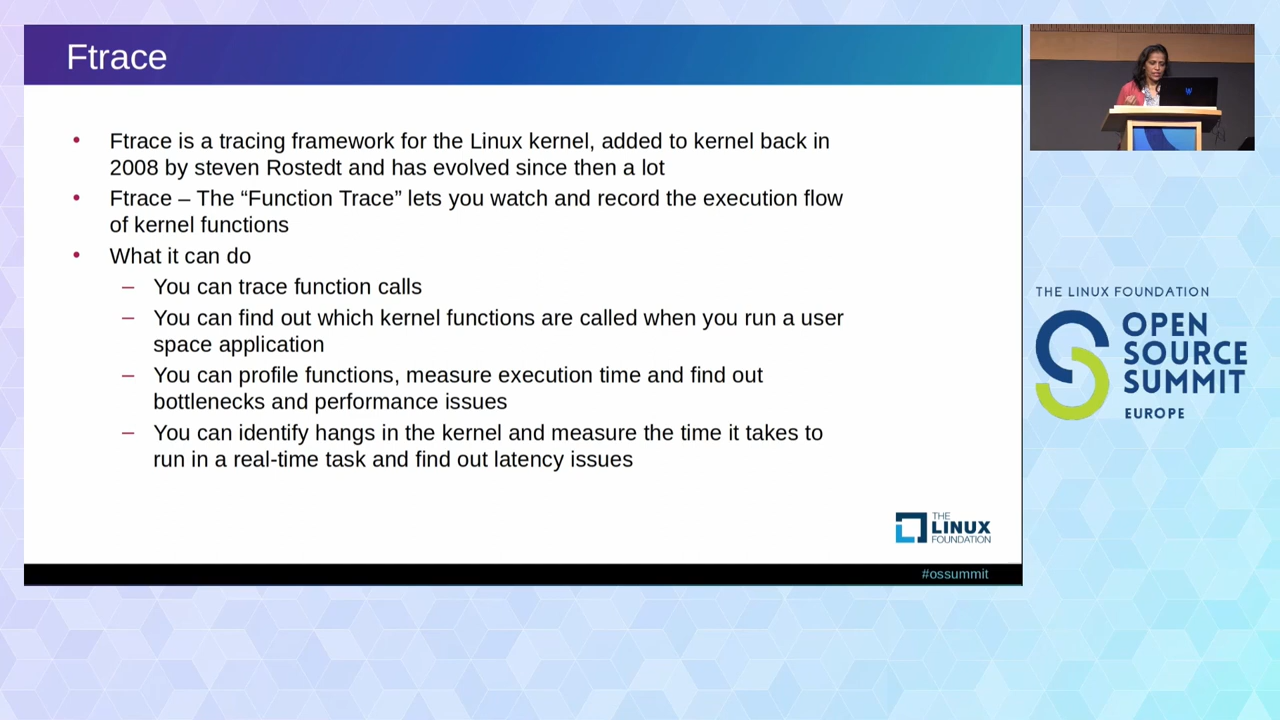 Ftrace
• Ftrace is a tracing framework for the Linux kernel, added to kernel back in
2008 by steven Rostedt and has evolved since then a lot
• Ftrace – The “Function Trace” lets you watch and record the execution flow
of kernel functions
• What it can do
– You can trace function calls
– You can find out which kernel functions are called when you run a user
space application
– You can profile functions, measure execution time and find out
bottlenecks and performance issues
– You can identify hangs in the kernel and measure the time it takes to
run in a real-time task and find out latency issues
THE
LINUX
FOUNDATION
#ossummit
THE LINUX FOUNDATION
OPEN
SOURCE
SUMMIT
EUROPE